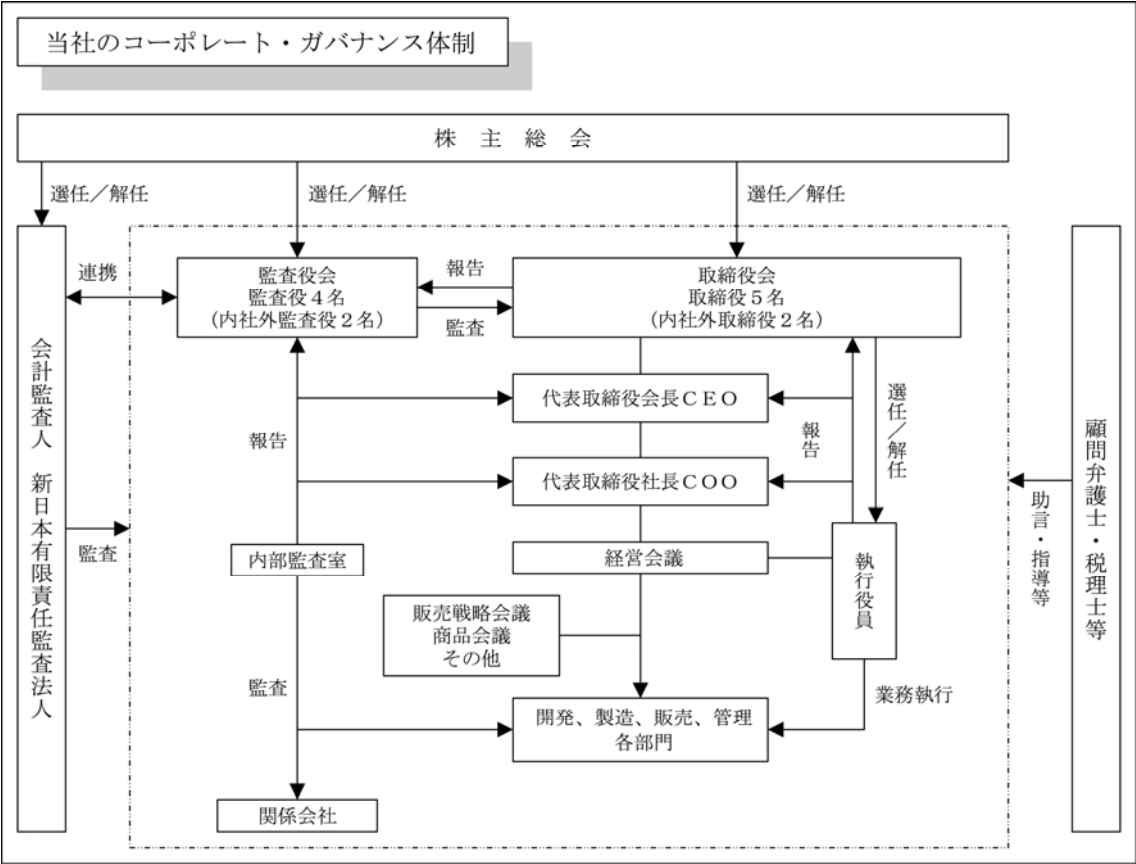 当社のコーポレート・ガバナンス体制
株主総会
選任／解任
選任／解任
選任／解任
連携
監査役会
監査役４名
（内社外監査役２名）
報告
監査
取締役会
取締役５名
（内社外取締役２名）
会計監査人　新日本有限責任監査法人
監査
代表取締役会長ＣＥＯ
代表取締役社長ＣＯＯ
報告
報告
選任／解任
内部監査室
経営会議
執行役員
販売戦略会議
商品会議
その他
監査
業務執行
開発、製造、販売、管理
各部門
関係会社
助言・指導等
顧問弁護士・税理士等